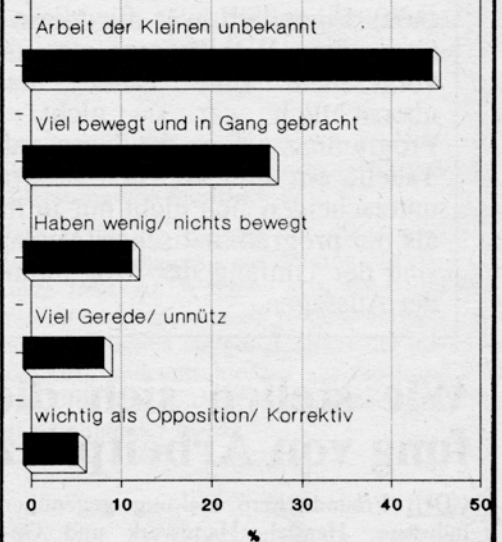 Arbeit der Kleinen unbekannt
Viel bewegt und in Gang gebracht
Haben wenig/ nichts bewegt
Viel Gerede/ unnütz
wichtig als Opposition/ Korrektiv
0 10 20 30 40 50
%